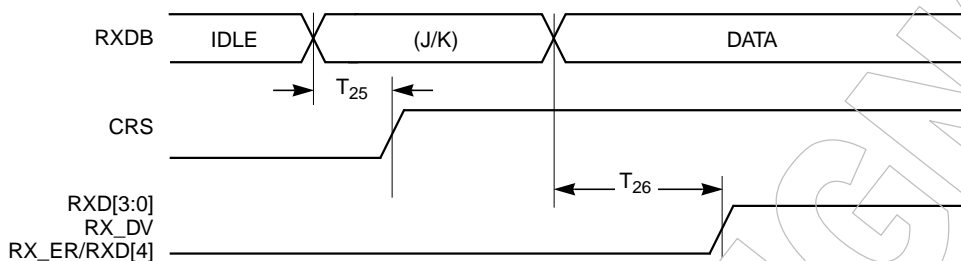 RXDB IDLE (J/K) DATA
T25
CRS
T26
RXD[3:0]
RX_DV
RX_ER/RXD[4]